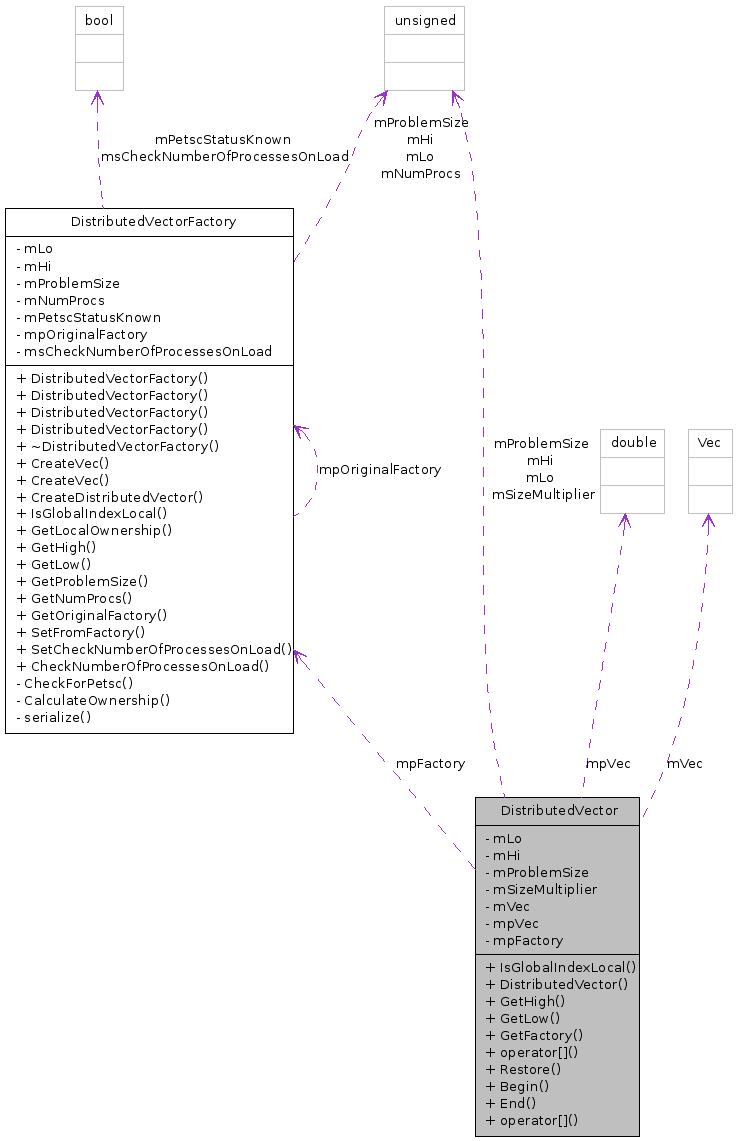 bool
unsigned
mPetscStatusKnown
msCheckNumberOfProcessesOnLoad
mProblemSize
mHi
mLo
mNumProcs
DistributedVectorFactory
- mLo
- mHi
- mProblemSize
- mNumProcs
- mPetscStatusKnown
- mpOriginalFactory
- msCheckNumberOfProcessesOnLoad
+ DistributedVectorFactory()
+ DistributedVectorFactory()
+ DistributedVectorFactory()
+ DistributedVectorFactory()
+ ~DistributedVectorFactory()
+ CreateVec()
+ CreateVec()
+ CreateDistributedVector()
+ IsGlobalIndexLocal()
+ GetLocalOwnership()
+ GetHigh()
+ GetLow()
+ GetProblemSize()
+ GetNumProcs()
+ GetOriginalFactory()
+ SetFromFactory()
+ SetCheckNumberOfProcessesOnLoad()
+ CheckNumberOfProcessesOnLoad()
- CheckForPetsc()
- CalculateOwnership()
- serialize()
mpOriginalFactory
mProblemSize
mHi
mLo
mSizeMultiplier
double
Vec
mpFactory
mpVec
mVec
DistributedVector
- mLo
- mHi
- mProblemSize
- mSizeMultiplier
- mVec
- mpVec
- mpFactory
+ IsGlobalIndexLocal()
+ DistributedVector()
+ GetHigh()
+ GetLow()
+ GetFactory()
+ operator[]()
+ Restore()
+ Begin()
+ End()
+ operator[]()